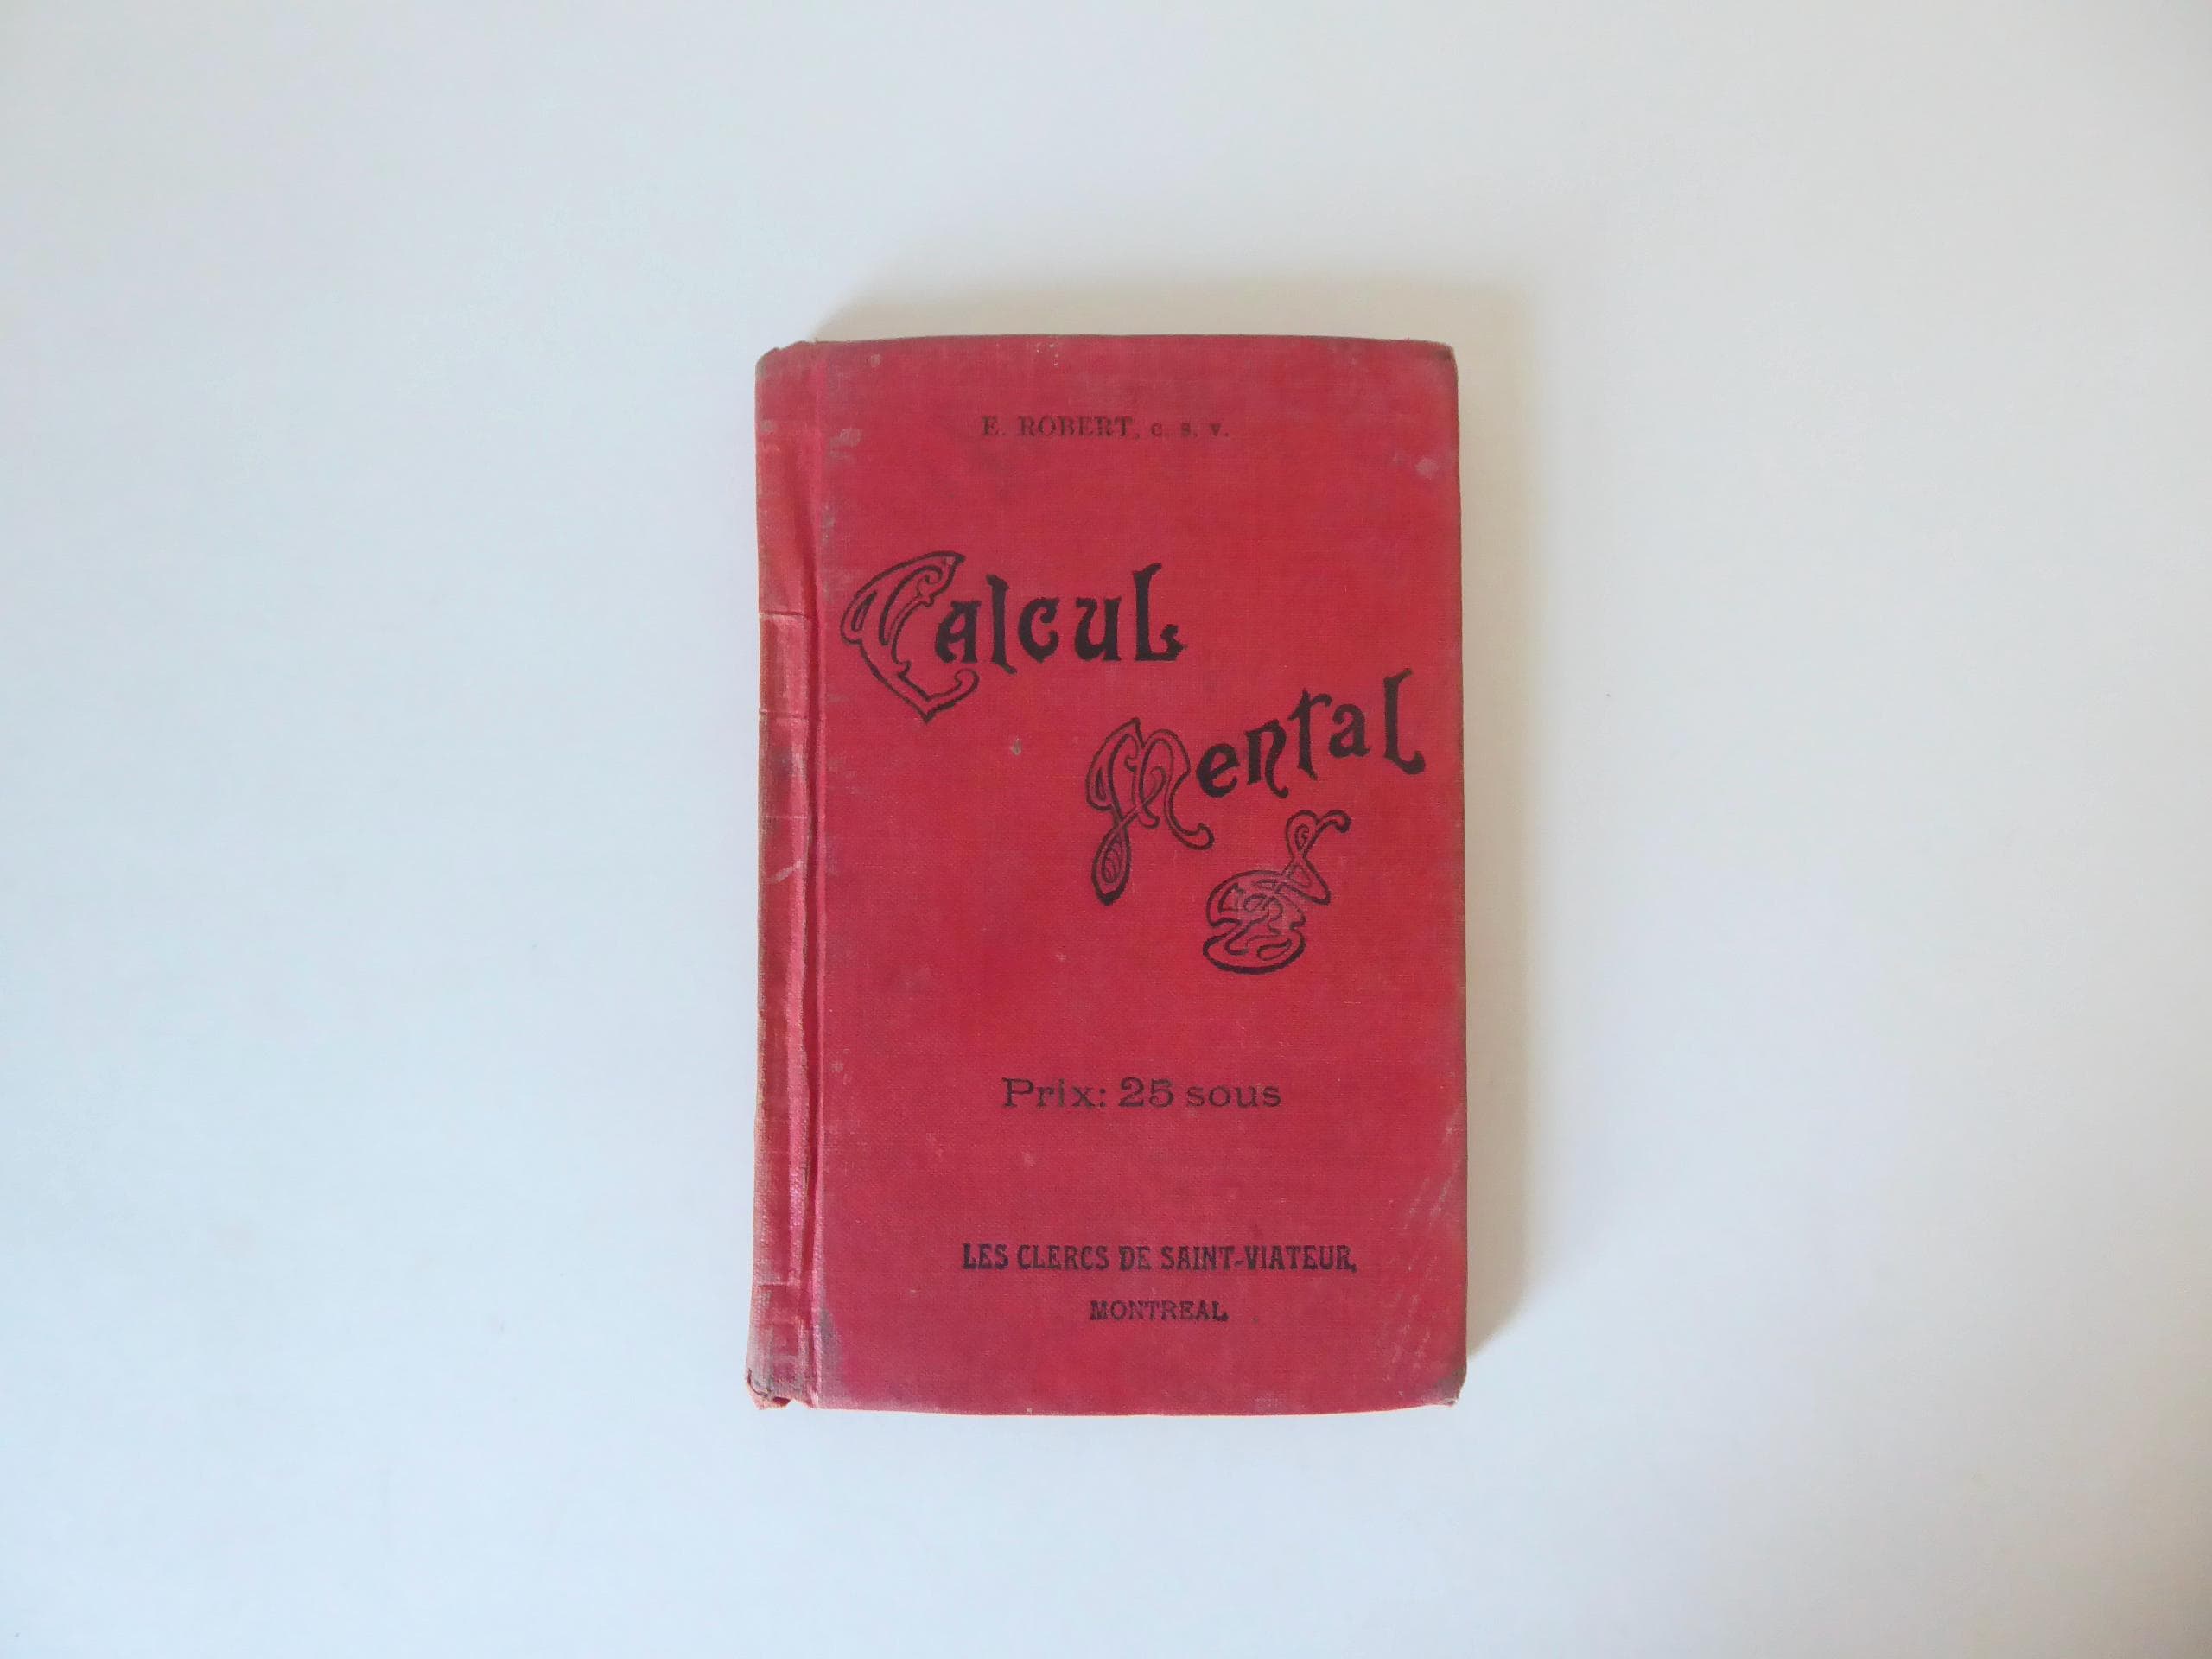 E. ROBERT, C. S. V.
Calcul
Mental
Prix: 25 sous
LES CLERCS DE SAINT-VIATEUR,
MONTREAL